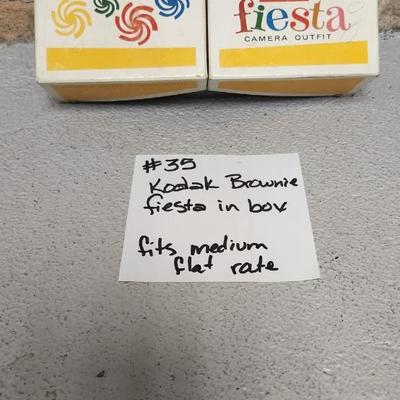 fiesta
CAMERA OUTFIT
#35
Kodak Brownie
fiesta in box
fits medium
flat rate